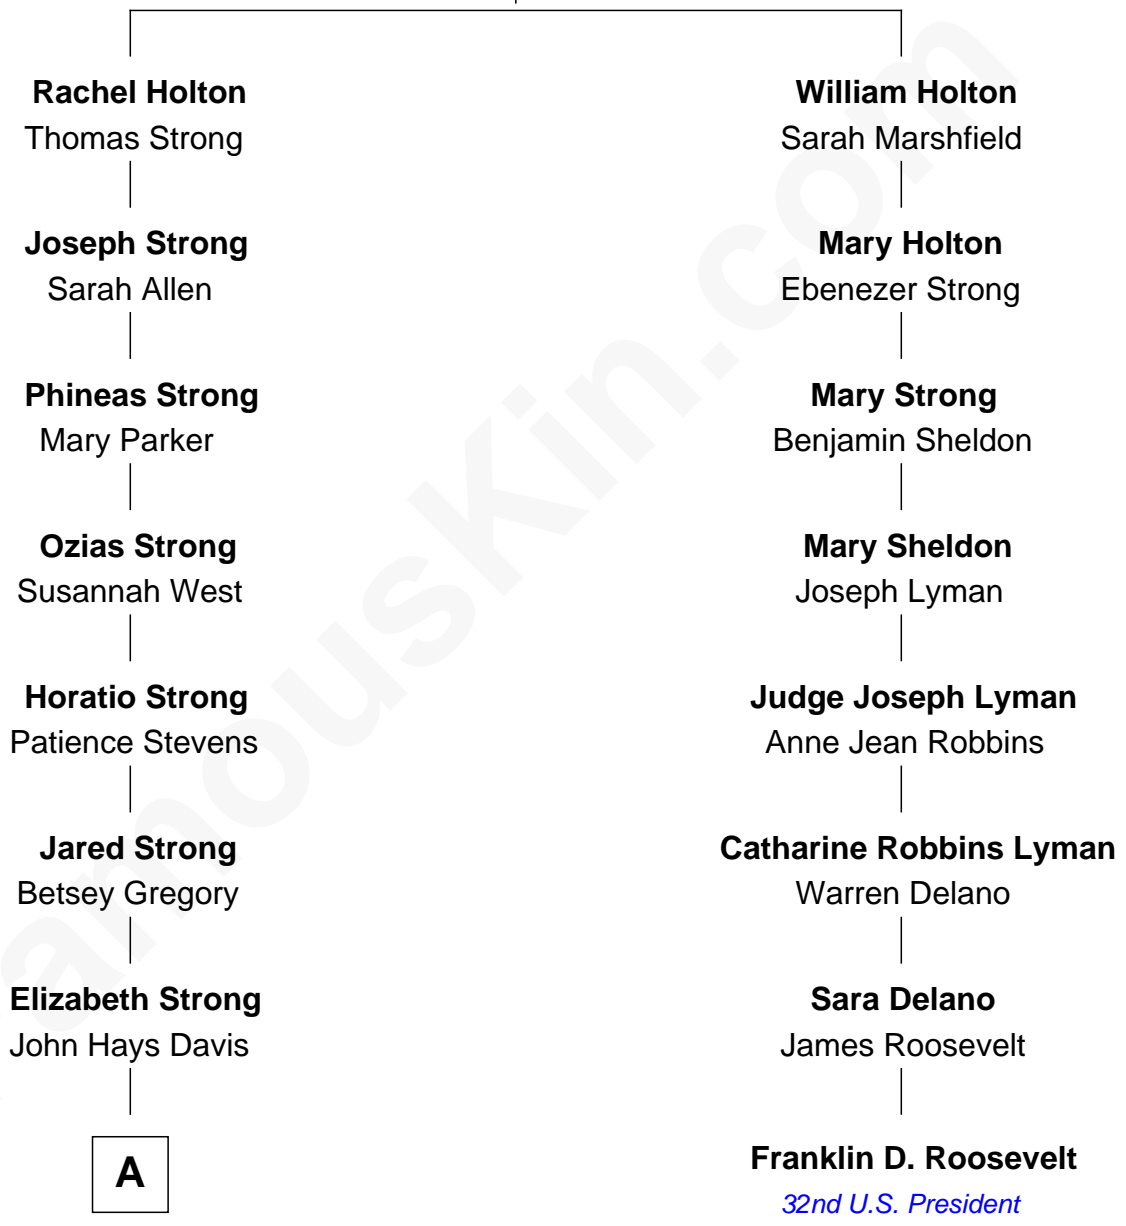 Rachel Holton
Thomas Strong
Joseph Strong
Sarah Allen
Phineas Strong
Mary Parker
Ozias Strong
Susannah West
Horatio Strong
Patience Stevens
Jared Strong
Betsey Gregory
Elizabeth Strong
John Hays Davis
A
William Holton
Sarah Marshfield
Mary Holton
Ebenezer Strong
Mary Strong
Benjamin Sheldon
Mary Sheldon
Joseph Lyman
Judge Joseph Lyman
Anne Jean Robbins
Catharine Robbins Lyman
Warren Delano
Sara Delano
James Roosevelt
Franklin D. Roosevelt
32nd U.S. President
amousKin.com